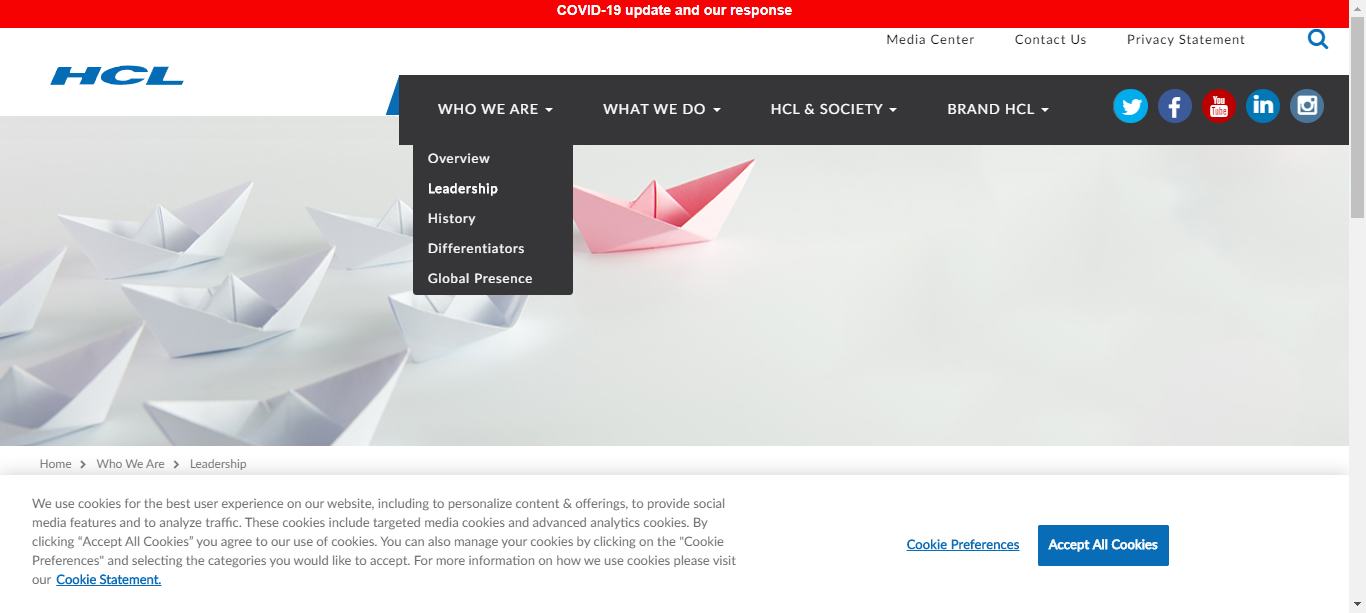 COVID-19 update and our response
Media Center Contact Us Privacy Statement
HCL
WHO WE ARE WHAT WE DO HCL & SOCIETY BRAND HCL
You
Tube
in
Overview
Leadership
History
Differentiators
Global Presence
Home Who We Are Leadership
We use cookies for the best user experience on our website, including to personalize content & offerings, to provide social
media features and to analyze traffic. These cookies include targeted media cookies and advanced analytics cookies. By
clicking “Accept All Cookies” you agree to our use of cookies. You can also manage your cookies by clicking on the "Cookie
Preferences" and selecting the categories you would like to accept. For more information on how we use cookies please visit
our Cookie Statement.
Cookie Preferences Accept All Cookies